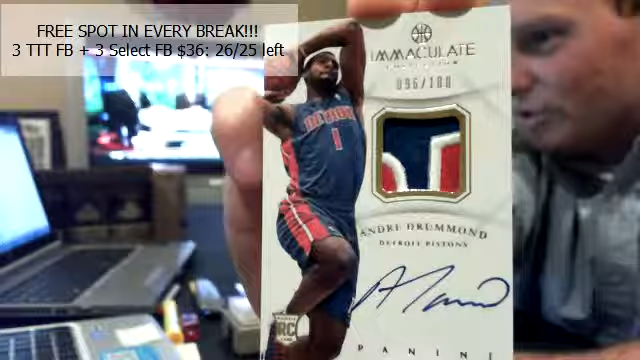 FREE SPOT IN EVERY BREAK!!!
3 TTT FB + 3 Select FB $36: 26/25 left
IMMACULATE
COLLECTION
096/100
DETROIT
1
ANDRE DRUMMOND
DETROIT PISTONS
RC
PANINI